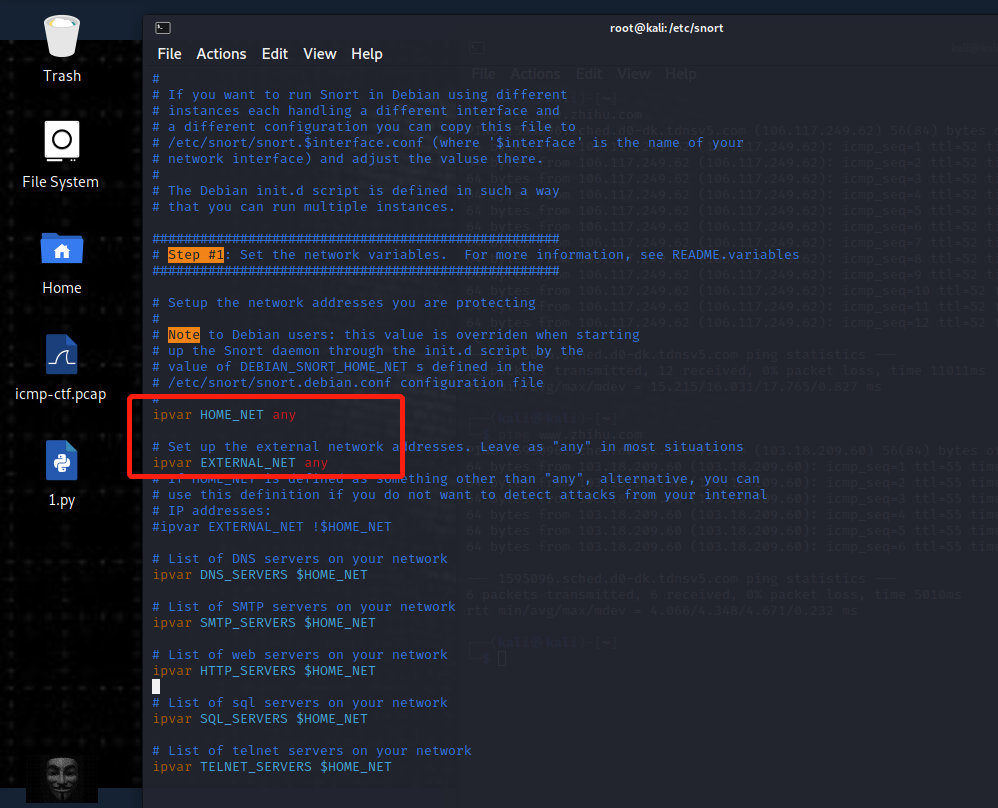 root@kali: /etc/snort
File Actions Edit View Help
Trash
File System
Home
icmp-ctf.pcap
1.py
#
# If you want to run Snort in Debian using different
# instances each handling a different interface and
# a different configuration you can copy this file to
# /etc/snort/snort.$interface.conf (where '$interface' is the name of your
# network interface) and adjust the valuse there.
#
# The Debian init.d script is defined in such a way
# that you can run multiple instances.
###################################################
# Step #1: Set the network variables.  For more information, see README.variables
###################################################
# Setup the network addresses you are protecting
#
# Note to Debian users: this value is overriden when starting
# up the Snort daemon through the init.d script by the
# value of DEBIAN_SNORT_HOME_NET s defined in the
# /etc/snort/snort.debian.conf configuration file
#
ipvar HOME_NET any
# Set up the external network addresses. Leave as "any" in most situations
ipvar EXTERNAL_NET any
# If HOME_NET is defined as something other than "any", alternative, you can
# use this definition if you do not want to detect attacks from your internal
# IP addresses:
#ipvar EXTERNAL_NET !$HOME_NET
# List of DNS servers on your network
ipvar DNS_SERVERS $HOME_NET
# List of SMTP servers on your network
ipvar SMTP_SERVERS $HOME_NET
# List of web servers on your network
ipvar HTTP_SERVERS $HOME_NET
# List of sql servers on your network
ipvar SQL_SERVERS $HOME_NET
# List of telnet servers on your network
ipvar TELNET_SERVERS $HOME_NET